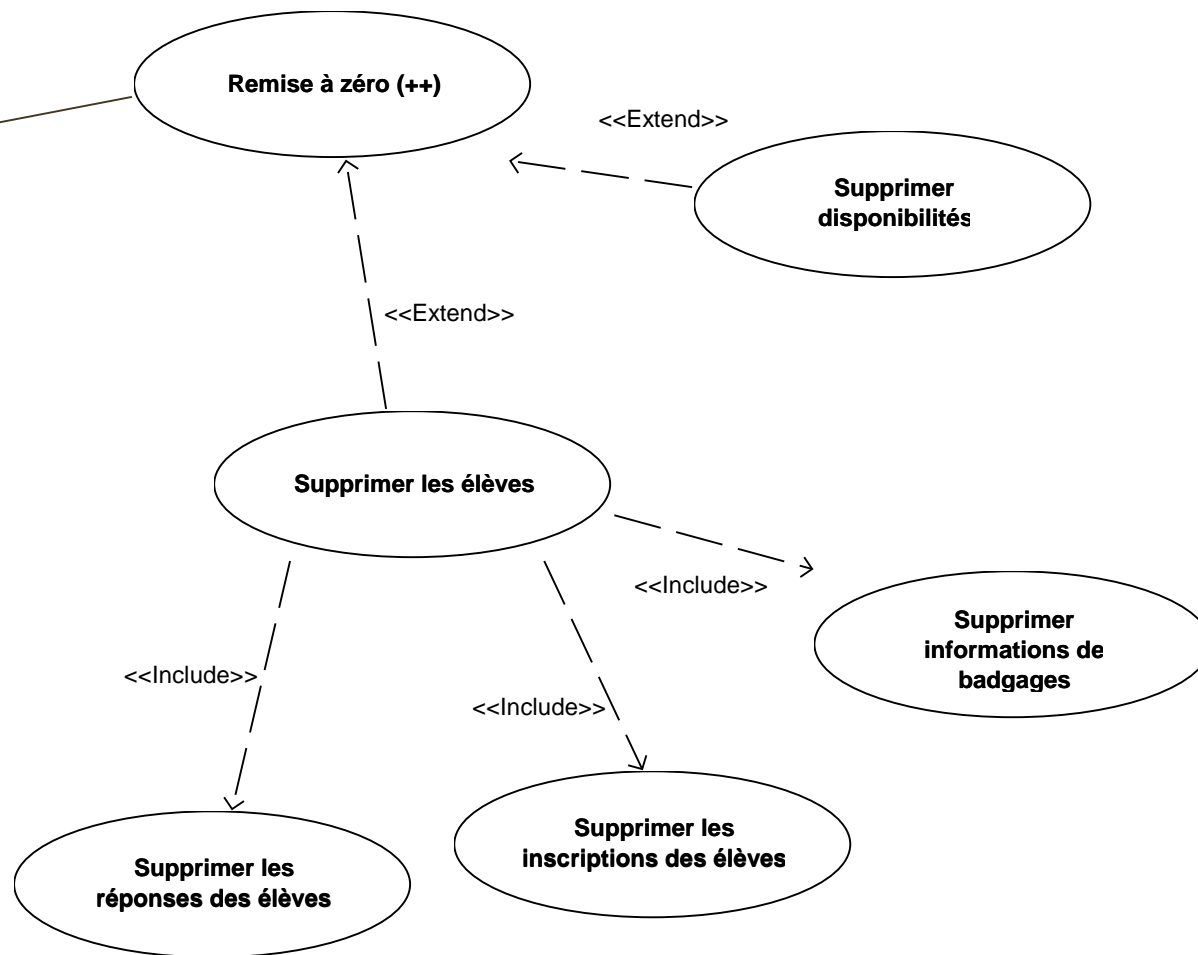 Remise à zéro (++)
<<Extend>>
Supprimer
disponibilités
<<Extend>>
Supprimer les élèves
<<Include>>
Supprimer
informations de
badgages
<<Include>>
<<Include>>
Supprimer les
inscriptions des élèves
Supprimer les
réponses des élèves